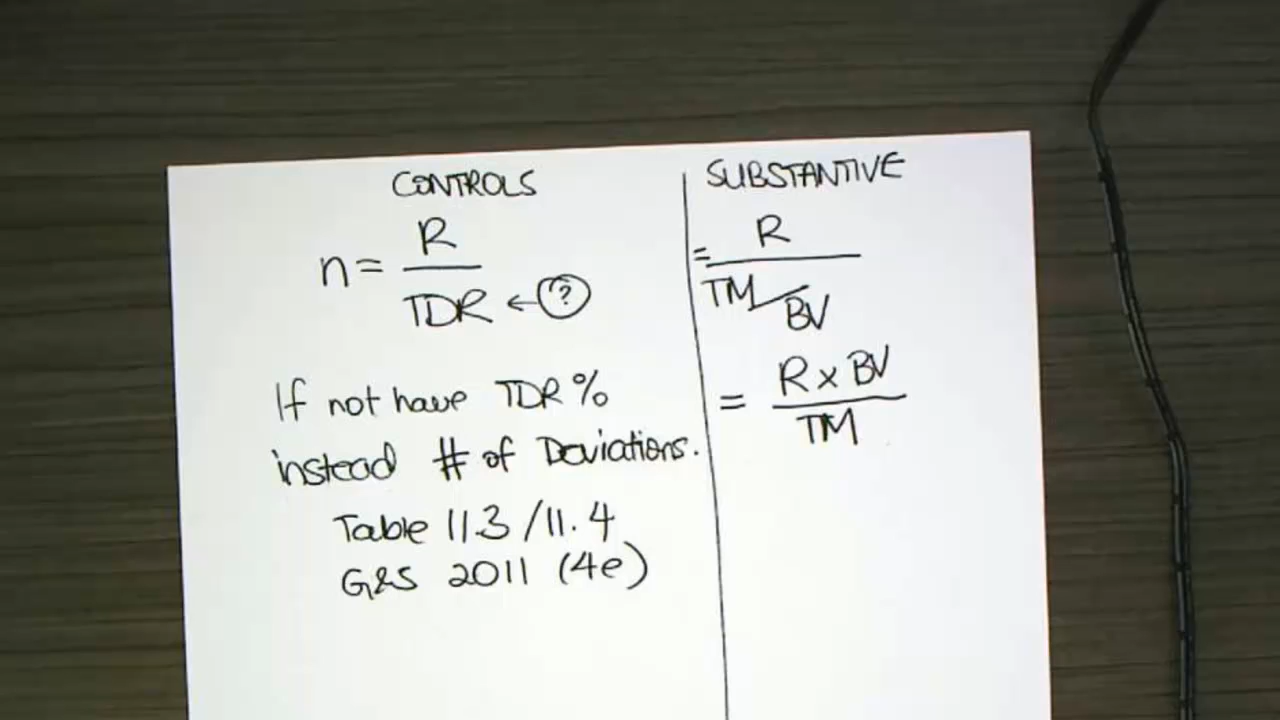 CONTROLS
n = R / TDR ← ?
If not have TDR %
instead # of Deviations.
Table 11.3 / 11.4
G&S 2011 (4e)
SUBSTANTIVE
= R / TM/BV
= R x BV / TM